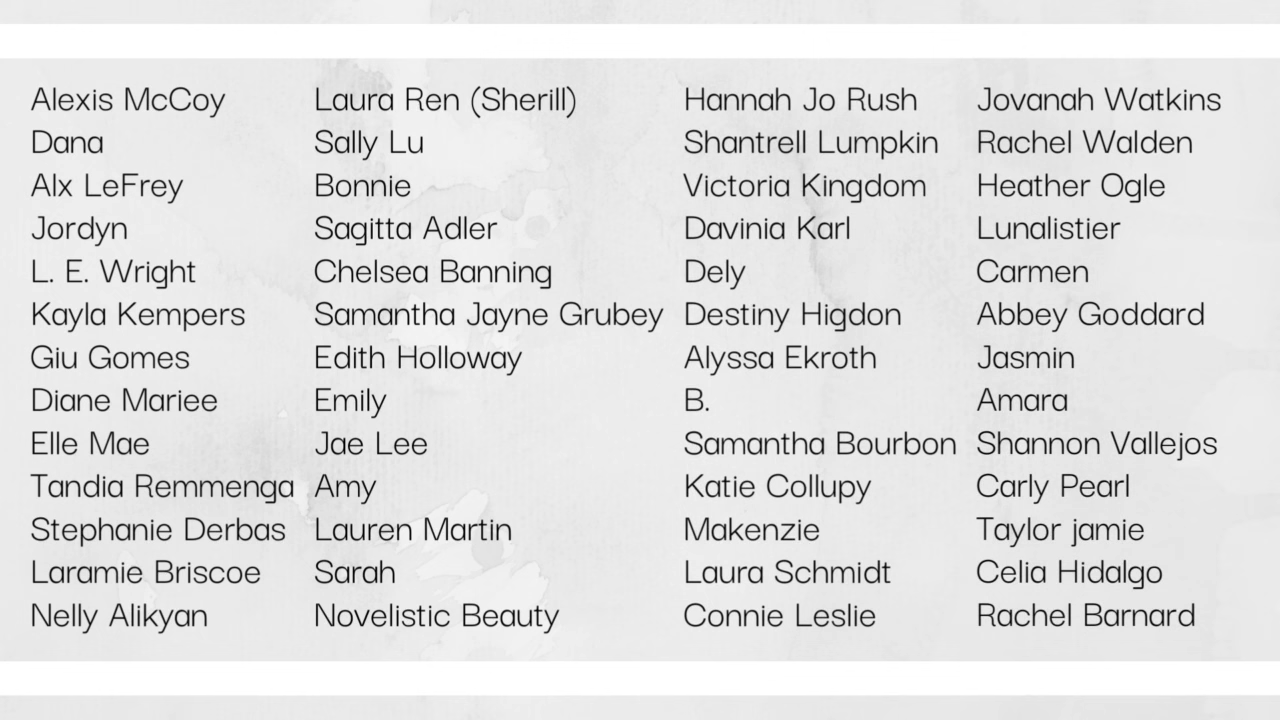 Alexis McCoy
Dana
Alx LeFrey
Jordyn
L. E. Wright
Kayla Kempers
Giu Gomes
Diane Mariee
Elle Mae
Tandia Remmenga
Stephanie Derbas
Laramie Briscoe
Nelly Alikyan
Laura Ren (Sherill)
Sally Lu
Bonnie
Sagitta Adler
Chelsea Banning
Samantha Jayne Grubey
Edith Holloway
Emily
Jae Lee
Amy
Lauren Martin
Sarah
Novelistic Beauty
Hannah Jo Rush
Shantrell Lumpkin
Victoria Kingdom
Davinia Karl
Dely
Destiny Higdon
Alyssa Ekroth
B.
Samantha Bourbon
Katie Collupy
Makenzie
Laura Schmidt
Connie Leslie
Jovanah Watkins
Rachel Walden
Heather Ogle
Lunalistier
Carmen
Abbey Goddard
Jasmin
Amara
Shannon Vallejos
Carly Pearl
Taylor jamie
Celia Hidalgo
Rachel Barnard